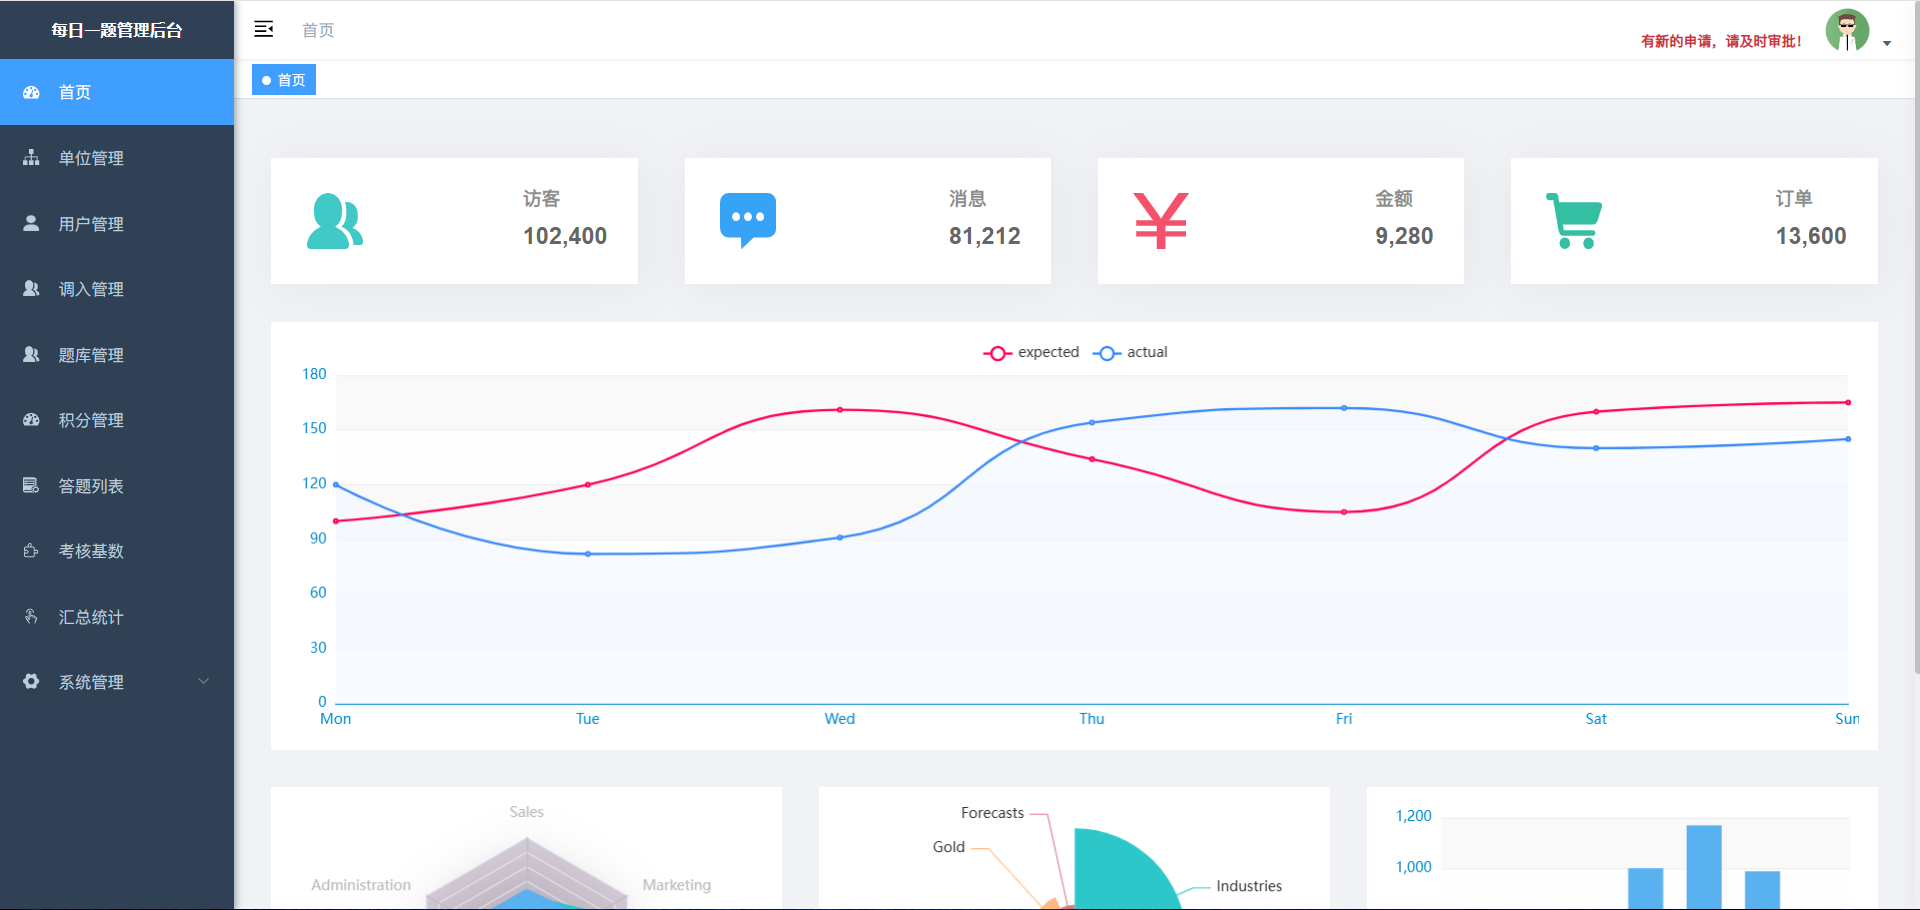 每日一题管理后台
首页
有新的申请，请及时审批！
首页
首页
单位管理
用户管理
调入管理
题库管理
积分管理
答题列表
考核基数
汇总统计
系统管理
访客
102,400
消息
81,212
金额
9,280
订单
13,600
expected
actual
180
150
120
90
60
30
0
Mon
Tue
Wed
Thu
Fri
Sat
Sun
Sales
Administration
Marketing
Forecasts
Gold
Industries
1,200
1,000